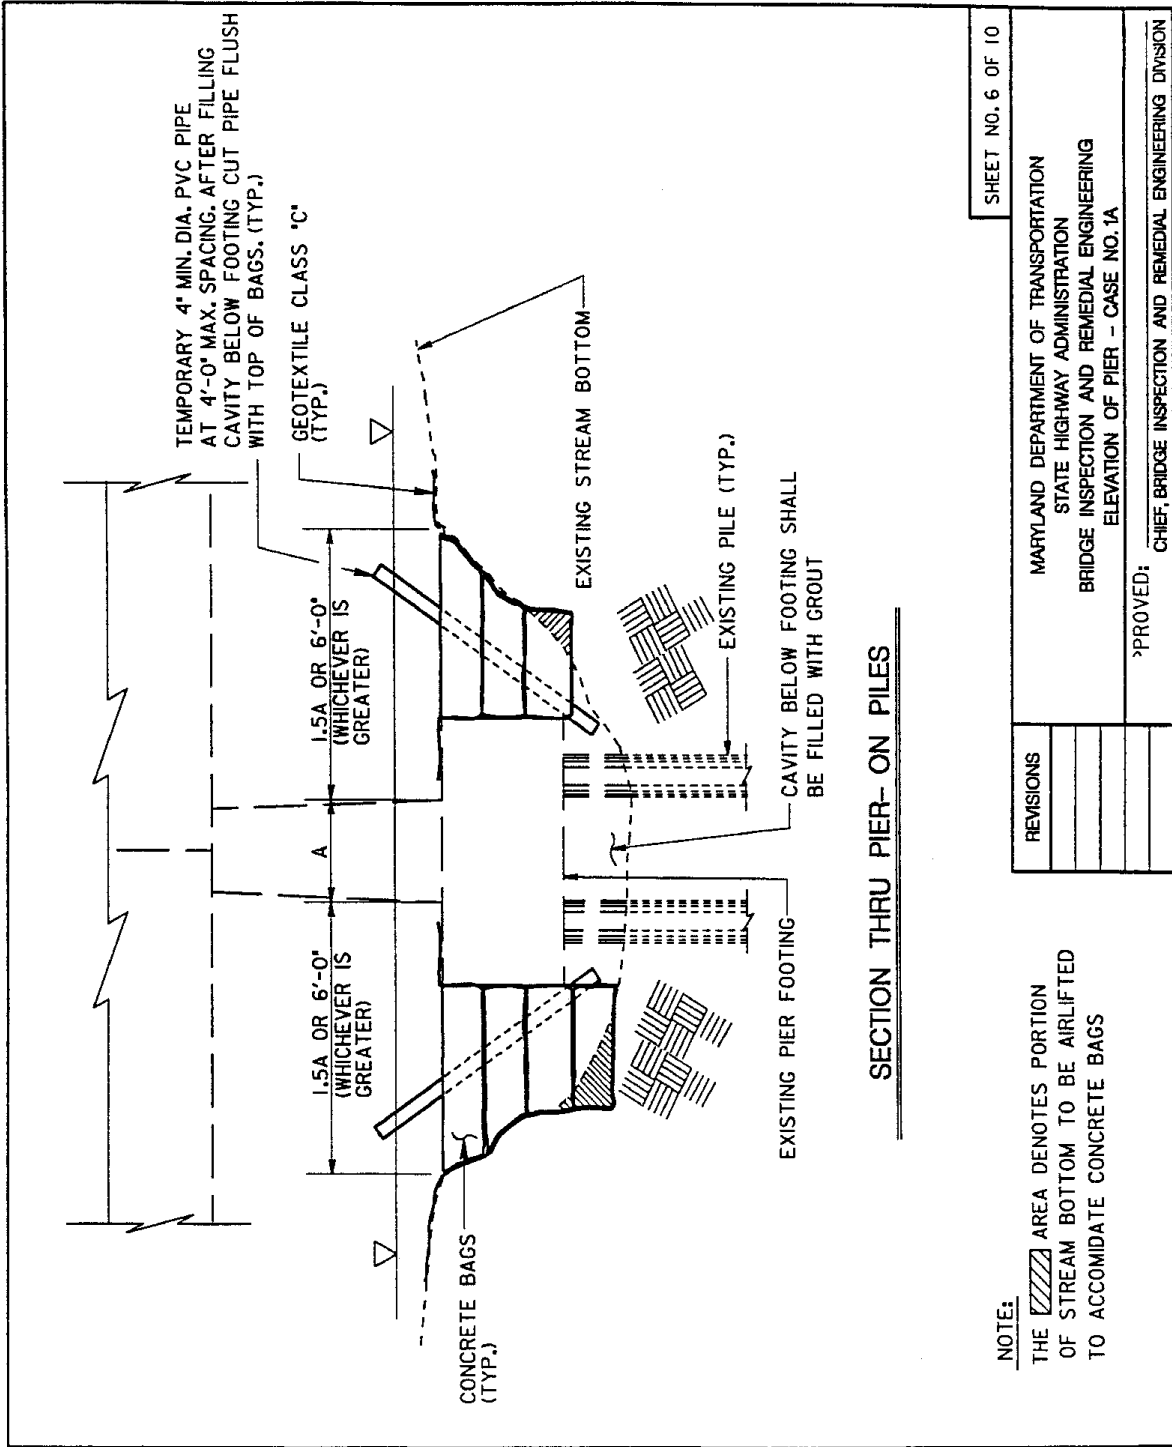 TEMPORARY 4" MIN. DIA. PVC PIPE
AT 4'-0" MAX. SPACING. AFTER FILLING
CAVITY BELOW FOOTING CUT PIPE FLUSH
WITH TOP OF BAGS. (TYP.)
GEOTEXTILE CLASS "C"
(TYP.)
1.5A OR 6'-0"
(WHICHEVER IS
GREATER)
A
1.5A OR 6'-0"
(WHICHEVER IS
GREATER)
CONCRETE BAGS
(TYP.)
EXISTING STREAM BOTTOM
EXISTING PILE (TYP.)
CAVITY BELOW FOOTING SHALL
BE FILLED WITH GROUT
EXISTING PIER FOOTING
SECTION THRU PIER- ON PILES
NOTE:
THE AREA DENOTES PORTION
OF STREAM BOTTOM TO BE AIRLIFTED
TO ACCOMIDATE CONCRETE BAGS
SHEET NO. 6 OF 10
REVISIONS
MARYLAND DEPARTMENT OF TRANSPORTATION
STATE HIGHWAY ADMINISTRATION
BRIDGE INSPECTION AND REMEDIAL ENGINEERING
ELEVATION OF PIER - CASE NO. 1A
PROVED:
CHIEF, BRIDGE INSPECTION AND REMEDIAL ENGINEERING DIVISION